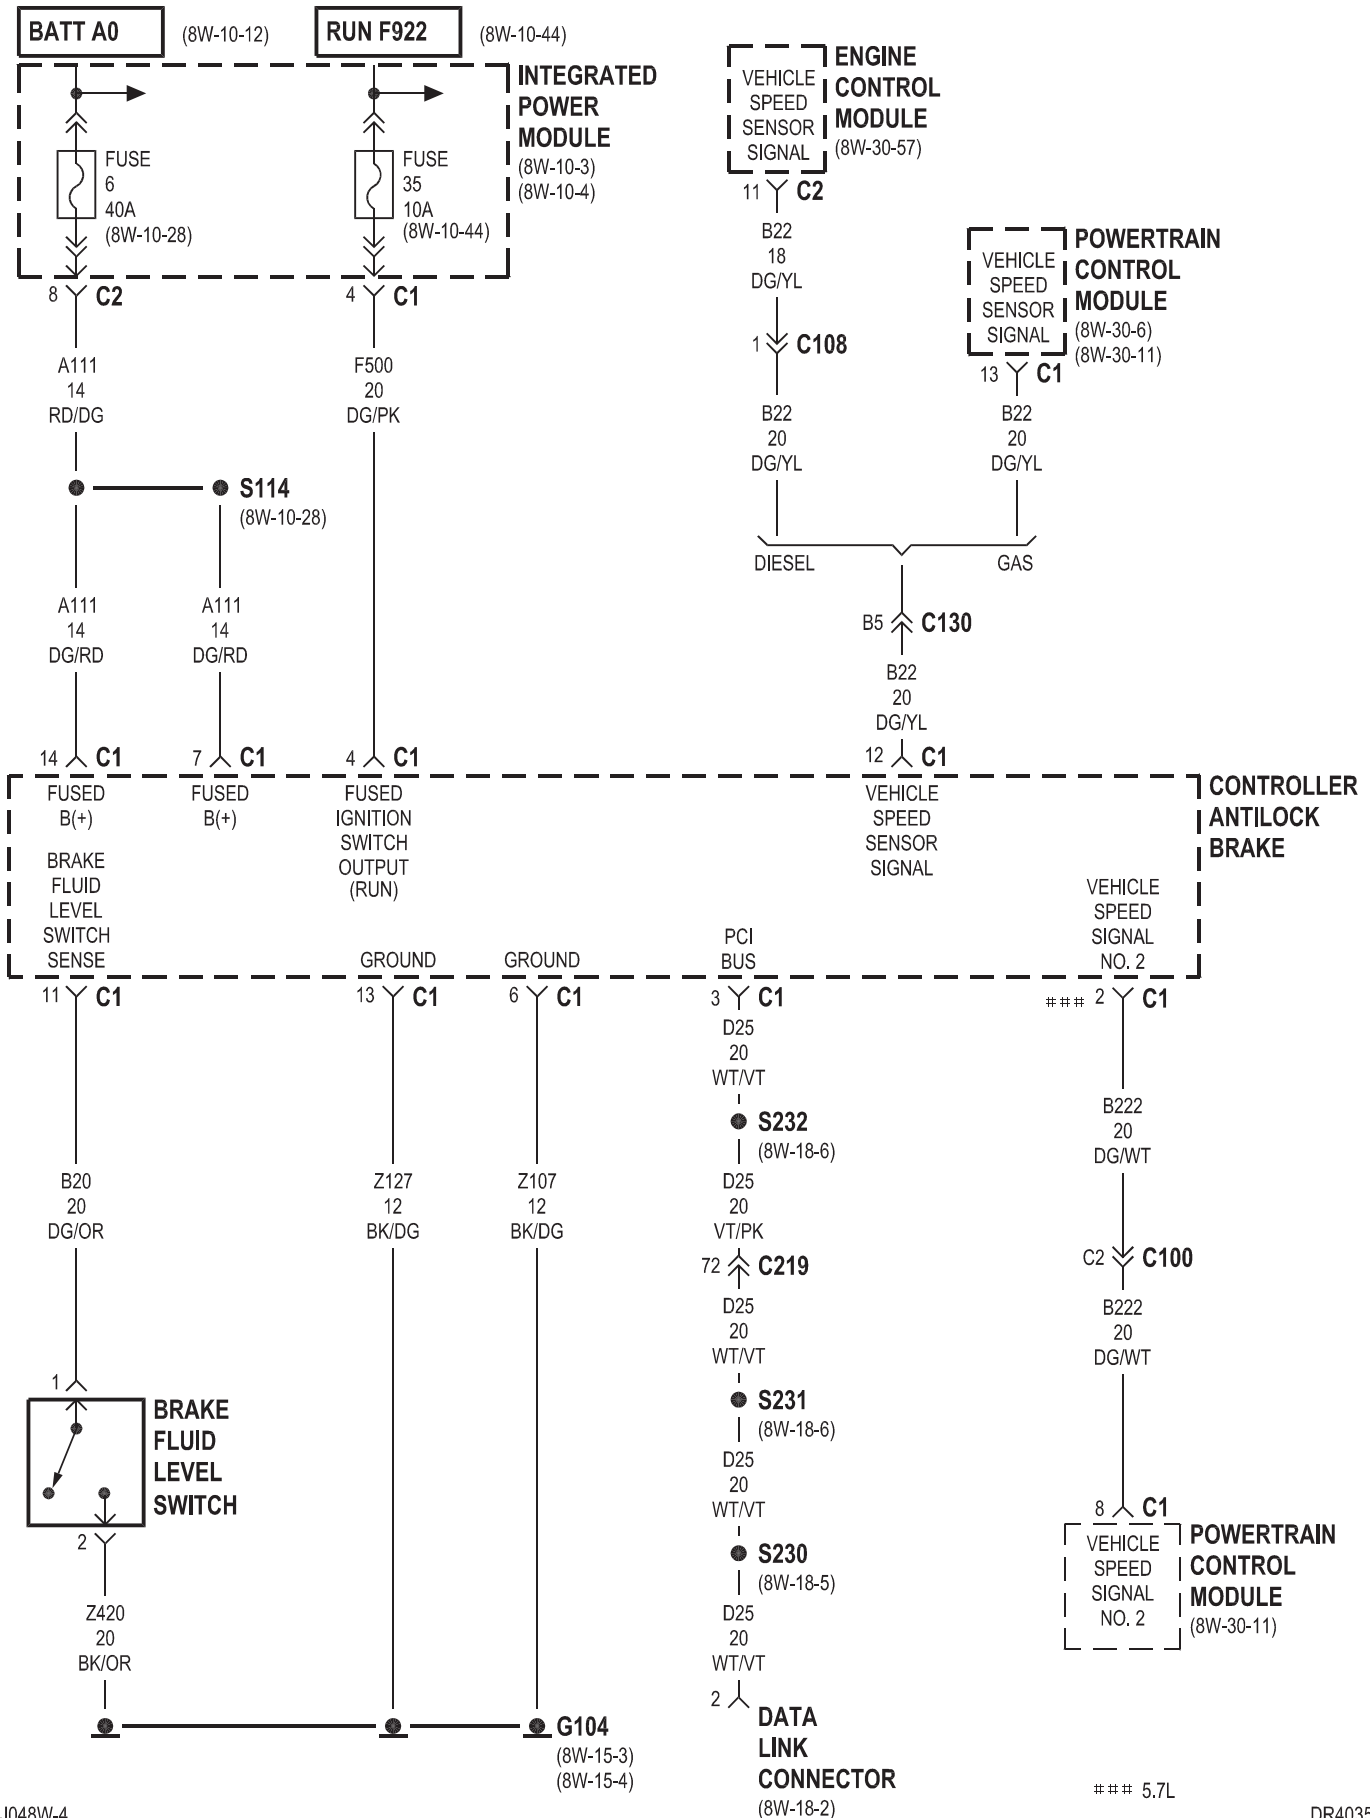 BATT A0 (8W-10-12)
RUN F922 (8W-10-44)
INTEGRATED
POWER
MODULE
(8W-10-3)
(8W-10-4)
FUSE
6
40A
(8W-10-28)
FUSE
35
10A
(8W-10-44)
8 C2
4 C1
A111
14
RD/DG
F500
20
DG/PK
S114
(8W-10-28)
A111
14
DG/RD
A111
14
DG/RD
VEHICLE
SPEED
SENSOR
SIGNAL
ENGINE
CONTROL
MODULE
(8W-30-57)
11 C2
B22
18
DG/YL
1 C108
B22
20
DG/YL
VEHICLE
SPEED
SENSOR
SIGNAL
POWERTRAIN
CONTROL
MODULE
(8W-30-6)
(8W-30-11)
13 C1
B22
20
DG/YL
DIESEL
GAS
B5 C130
B22
20
DG/YL
14 C1
7 C1
4 C1
12 C1
FUSED
B(+)
FUSED
B(+)
FUSED
IGNITION
SWITCH
OUTPUT
(RUN)
VEHICLE
SPEED
SENSOR
SIGNAL
CONTROLLER
ANTILOCK
BRAKE
BRAKE
FLUID
LEVEL
SWITCH
SENSE
GROUND
GROUND
PCI
BUS
VEHICLE
SPEED
SIGNAL
NO. 2
11 C1
13 C1
6 C1
3 C1
### 2 C1
B20
20
DG/OR
Z127
12
BK/DG
Z107
12
BK/DG
D25
20
WT/VT
S232
(8W-18-6)
D25
20
VT/PK
72 C219
D25
20
WT/VT
S231
(8W-18-6)
D25
20
WT/VT
S230
(8W-18-5)
D25
20
WT/VT
2
DATA
LINK
CONNECTOR
(8W-18-2)
B222
20
DG/WT
C2 C100
B222
20
DG/WT
8 C1
VEHICLE
SPEED
SIGNAL
NO. 2
POWERTRAIN
CONTROL
MODULE
(8W-30-11)
1
BRAKE
FLUID
LEVEL
SWITCH
2
Z420
20
BK/OR
G104
(8W-15-3)
(8W-15-4)
### 5.7L
J048W-4
DR4035